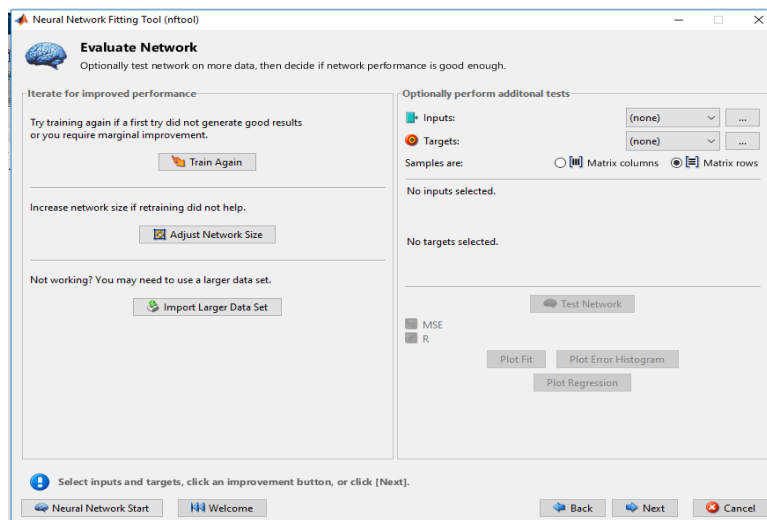 Neural Network Fitting Tool (nftool)
Evaluate Network
Optionally test network on more data, then decide if network performance is good enough.
Iterate for improved performance
Try training again if a first try did not generate good results
or you require marginal improvement.
Train Again
Increase network size if retraining did not help.
Adjust Network Size
Not working? You may need to use a larger data set.
Import Larger Data Set
Optionally perform additonal tests
Inputs: (none) ...
Targets: (none) ...
Samples are: Matrix columns Matrix rows
No inputs selected.
No targets selected.
Test Network
MSE
R
Plot Fit Plot Error Histogram
Plot Regression
Select inputs and targets, click an improvement button, or click [Next].
Neural Network Start Welcome Back Next Cancel